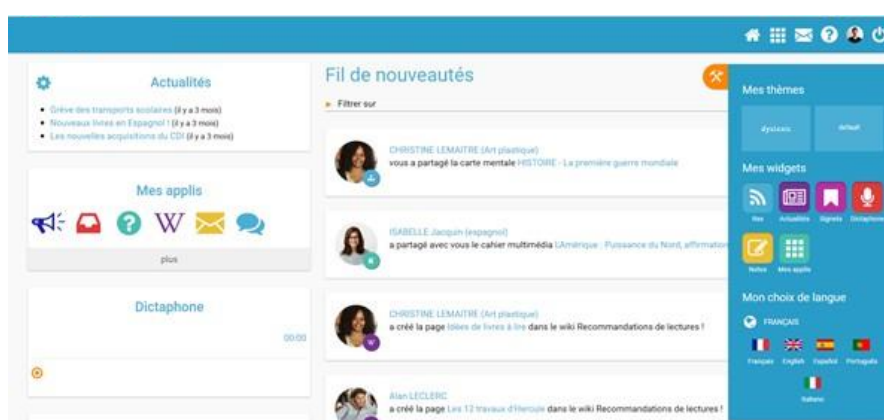 Actualités
Grève des transports scolaires (il y a 3 mois)
Nouveaux livres en Espagnol ! (il y a 3 mois)
Les nouvelles acquisitions du CDI (il y a 3 mois)
Mes applis
plus
Dictaphone
00:00
Fil de nouveautés
Filtrer sur
CHRISTINE LEMAITRE (Art plastique)
vous a partagé la carte mentale HISTOIRE - La première guerre mondiale
ISABELLE Jacquin (espagnol)
a partagé avec vous le cahier multimédia L'Amérique : Puissance du Nord, affirmation
CHRISTINE LEMAITRE (Art plastique)
a créé la page Idées de livres à lire dans le wiki Recommandations de lectures !
Alan LECLERC
a créé la page Les 12 travaux d'Hercule dans le wiki Recommandations de lectures !
Mes thèmes
dyslexic default
Mes widgets
Rss Actualités Signets Dictaphone
Notes Mes applis
Mon choix de langue
FRANÇAIS
Français English Español Português
Italiano